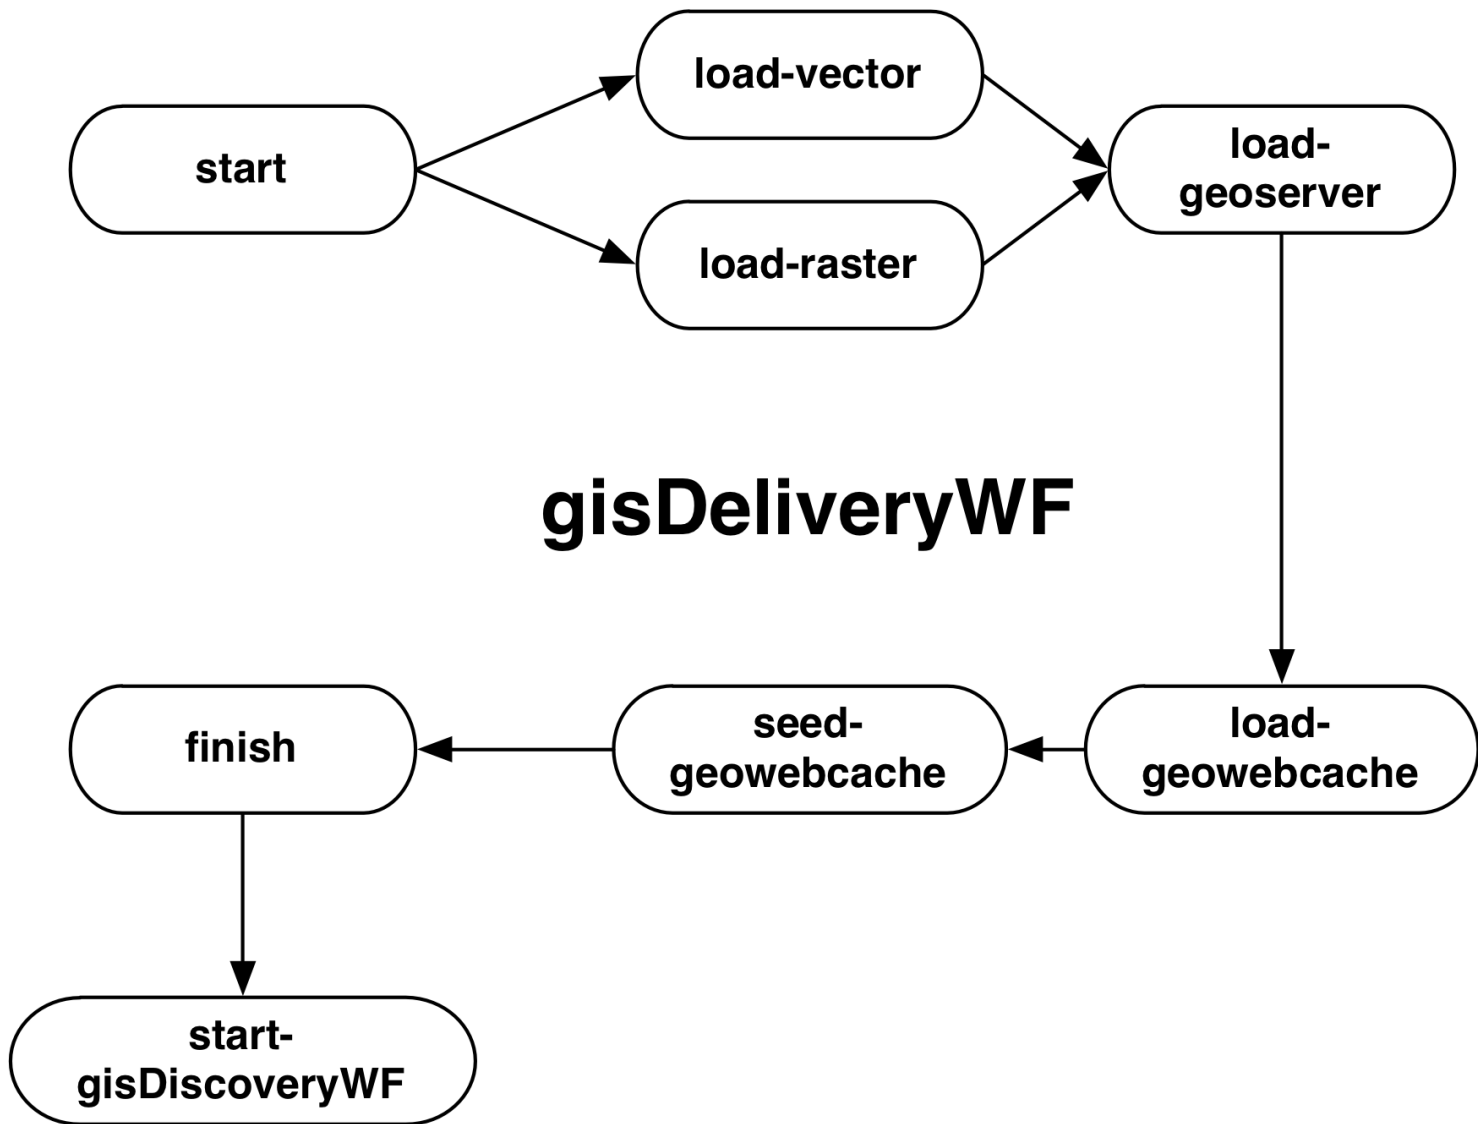 load-vector
start
load-
geoserver
load-raster
gisDeliveryWF
finish
seed-
geowebcache
load-
geowebcache
start-
gisDiscoveryWF